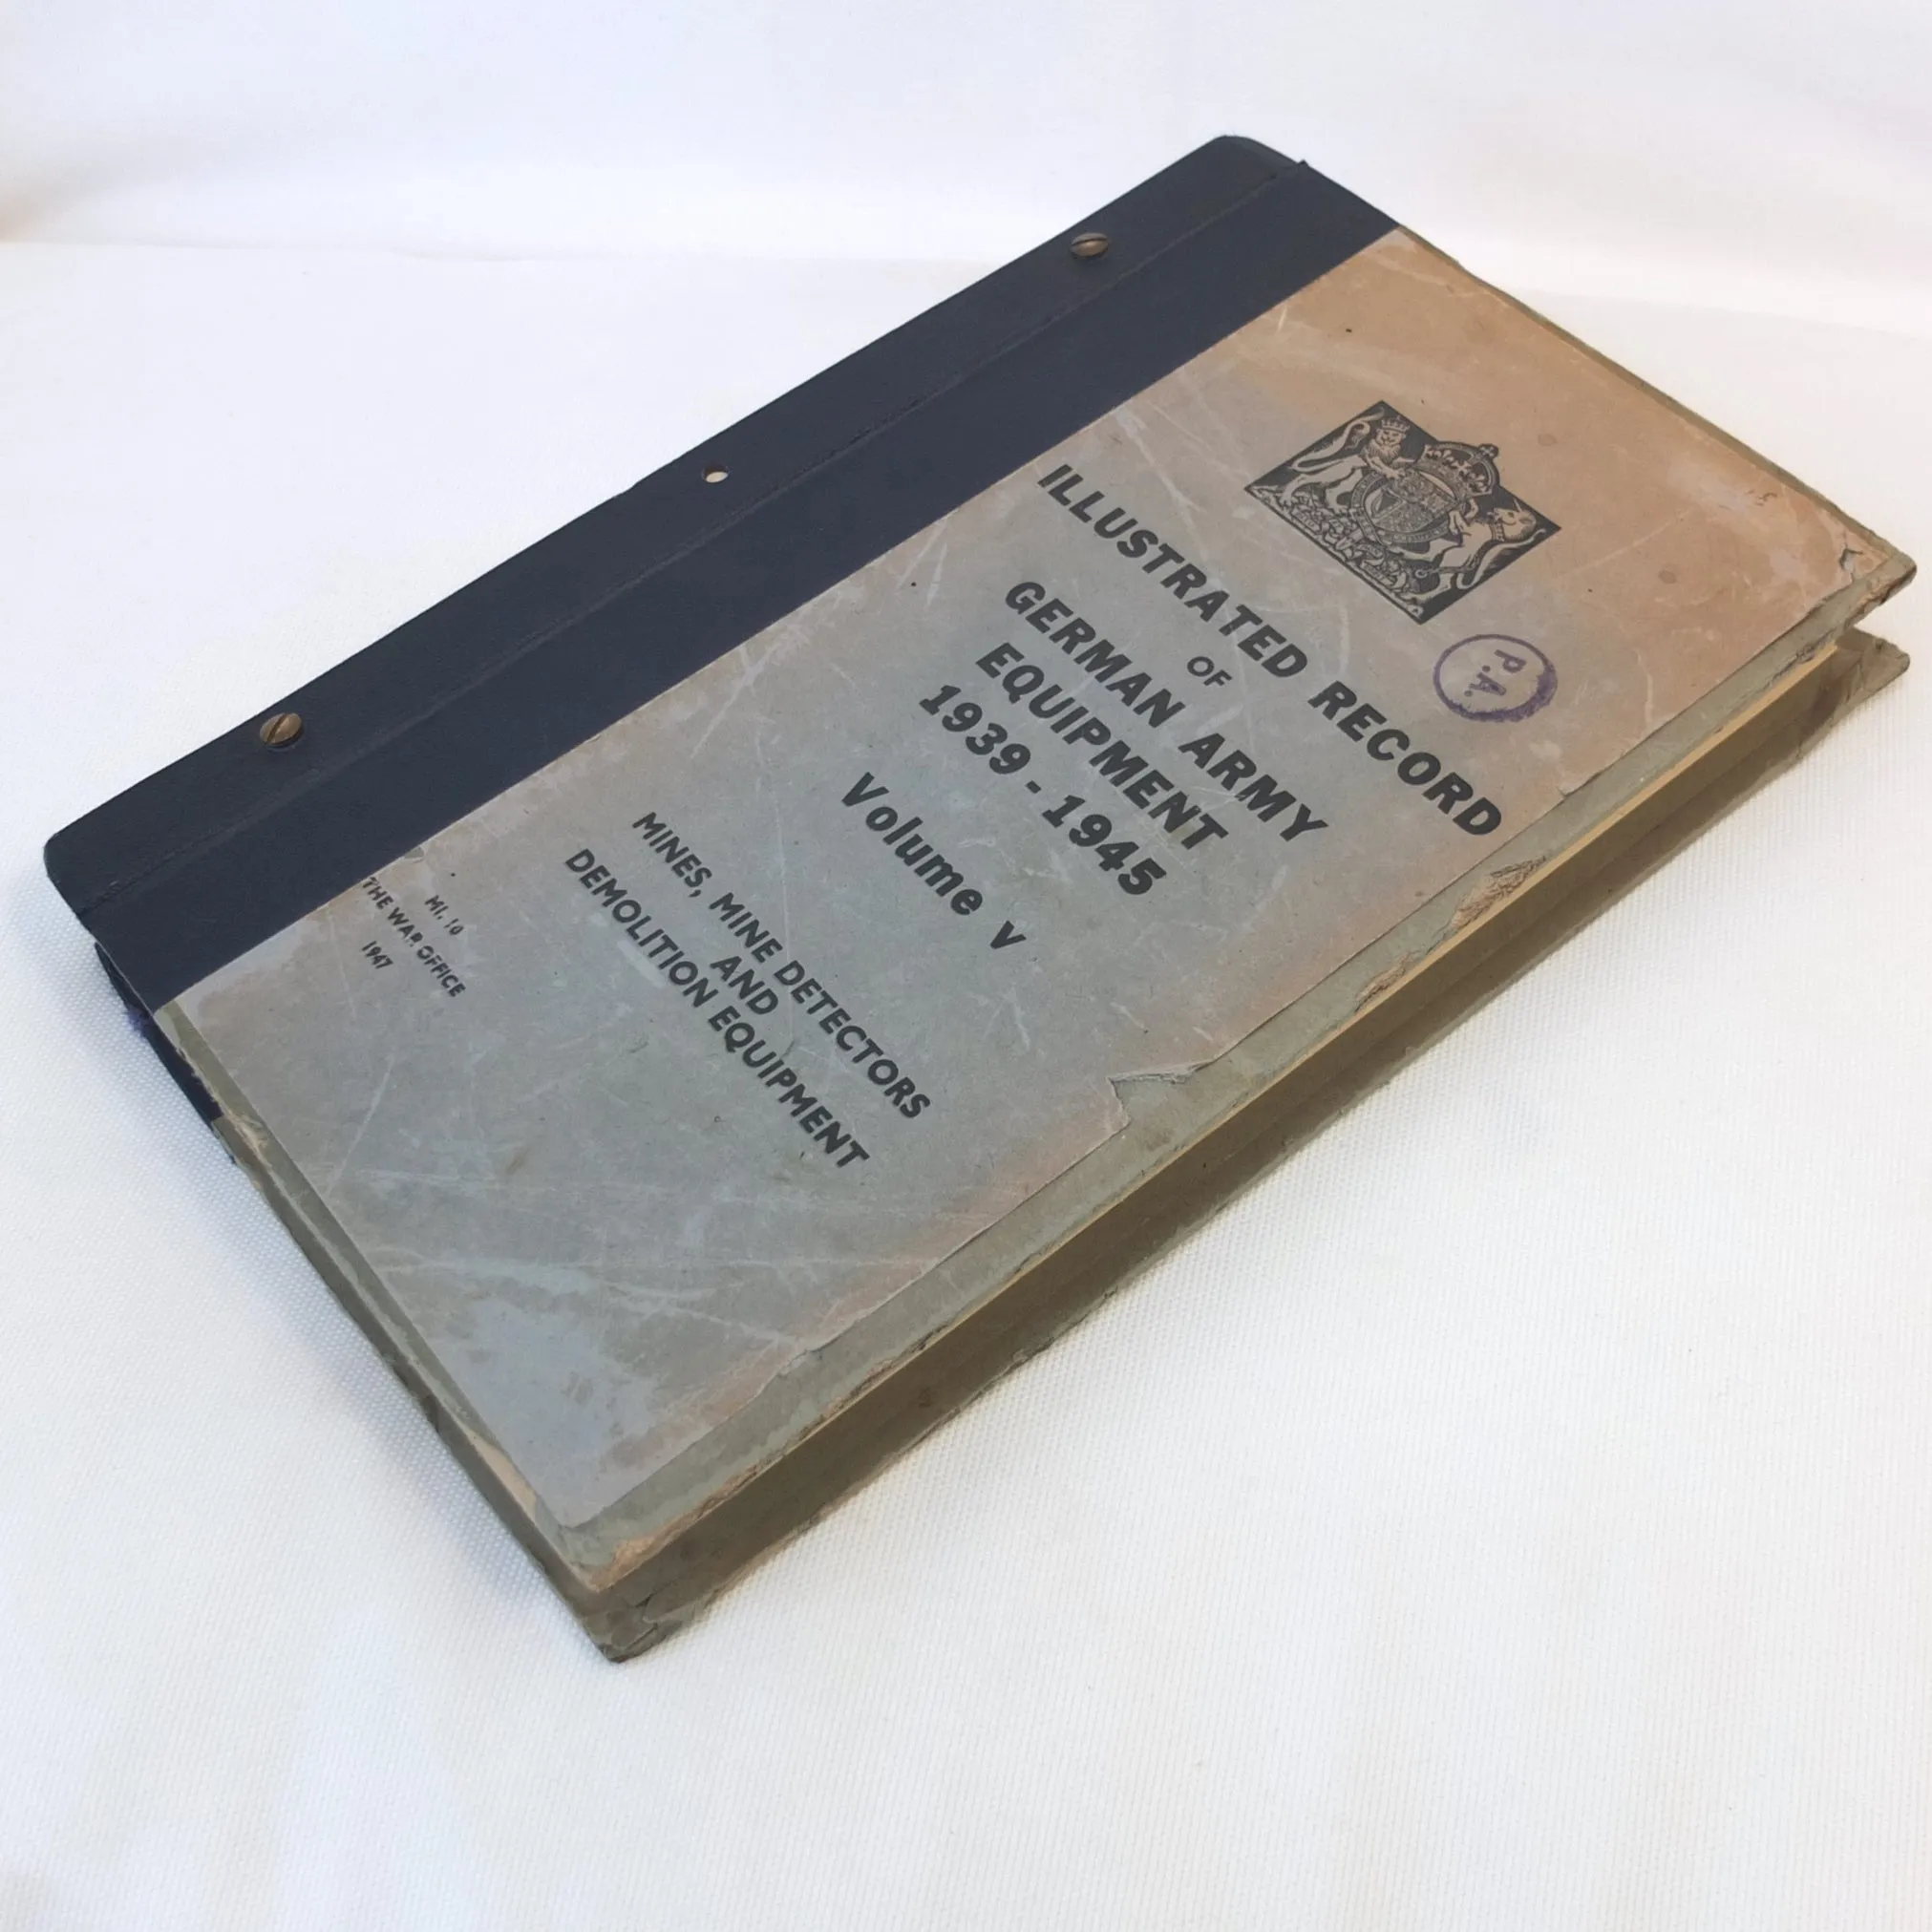 ILLUSTRATED RECORD
OF
GERMAN ARMY
EQUIPMENT
1939 - 1945
Volume V
MINES, MINE DETECTORS
AND
DEMOLITION EQUIPMENT
MI. 10
THE WAR OFFICE
1947
P.A.